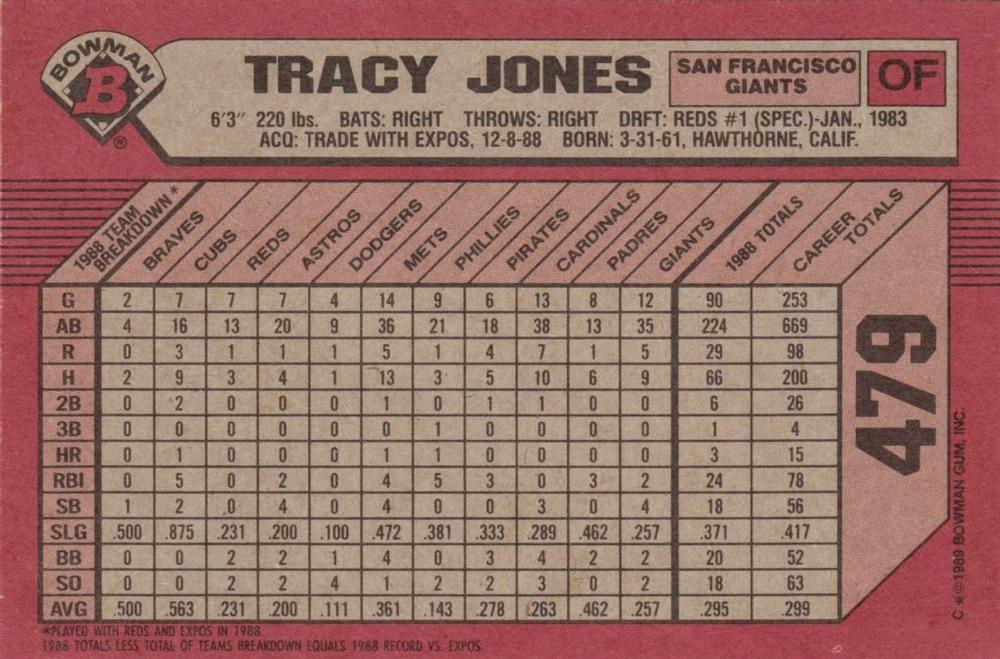 BOWMAN
B
®
TRACY JONES
SAN FRANCISCO
GIANTS
OF
6'3" 220 lbs. BATS: RIGHT THROWS: RIGHT DRFT: REDS #1 (SPEC.)-JAN., 1983
ACQ: TRADE WITH EXPOS, 12-8-88 BORN: 3-31-61, HAWTHORNE, CALIF.
1988 TEAM BREAKDOWN* BRAVES CUBS REDS ASTROS DODGERS METS PHILLIES PIRATES CARDINALS PADRES GIANTS 1988 TOTALS CAREER TOTALS
G 2 7 7 7 4 14 9 6 13 8 12 90 253
AB 4 16 13 20 9 36 21 18 38 13 35 224 669
R 0 3 1 1 1 5 1 4 7 1 5 29 98
H 2 9 3 4 1 13 3 5 10 6 9 66 200
2B 0 2 0 0 0 1 0 1 1 0 0 6 26
3B 0 0 0 0 0 0 1 0 0 0 0 1 4
HR 0 1 0 0 0 1 1 0 0 0 0 3 15
RBI 0 5 0 2 0 4 5 3 0 3 2 24 78
SB 1 2 0 4 0 4 0 0 3 0 4 18 56
SLG .500 .875 .231 .200 .100 .472 .381 .333 .289 .462 .257 .371 .417
BB 0 0 2 2 1 4 0 3 4 2 2 20 52
SO 0 0 2 2 4 1 2 2 3 0 2 18 63
AVG .500 .563 .231 .200 .111 .361 .143 .278 .263 .462 .257 .295 .299
479
C *©1989 BOWMAN GUM, INC.
*PLAYED WITH REDS AND EXPOS IN 1988.
1988 TOTALS LESS TOTAL OF TEAMS BREAKDOWN EQUALS 1988 RECORD VS. EXPOS